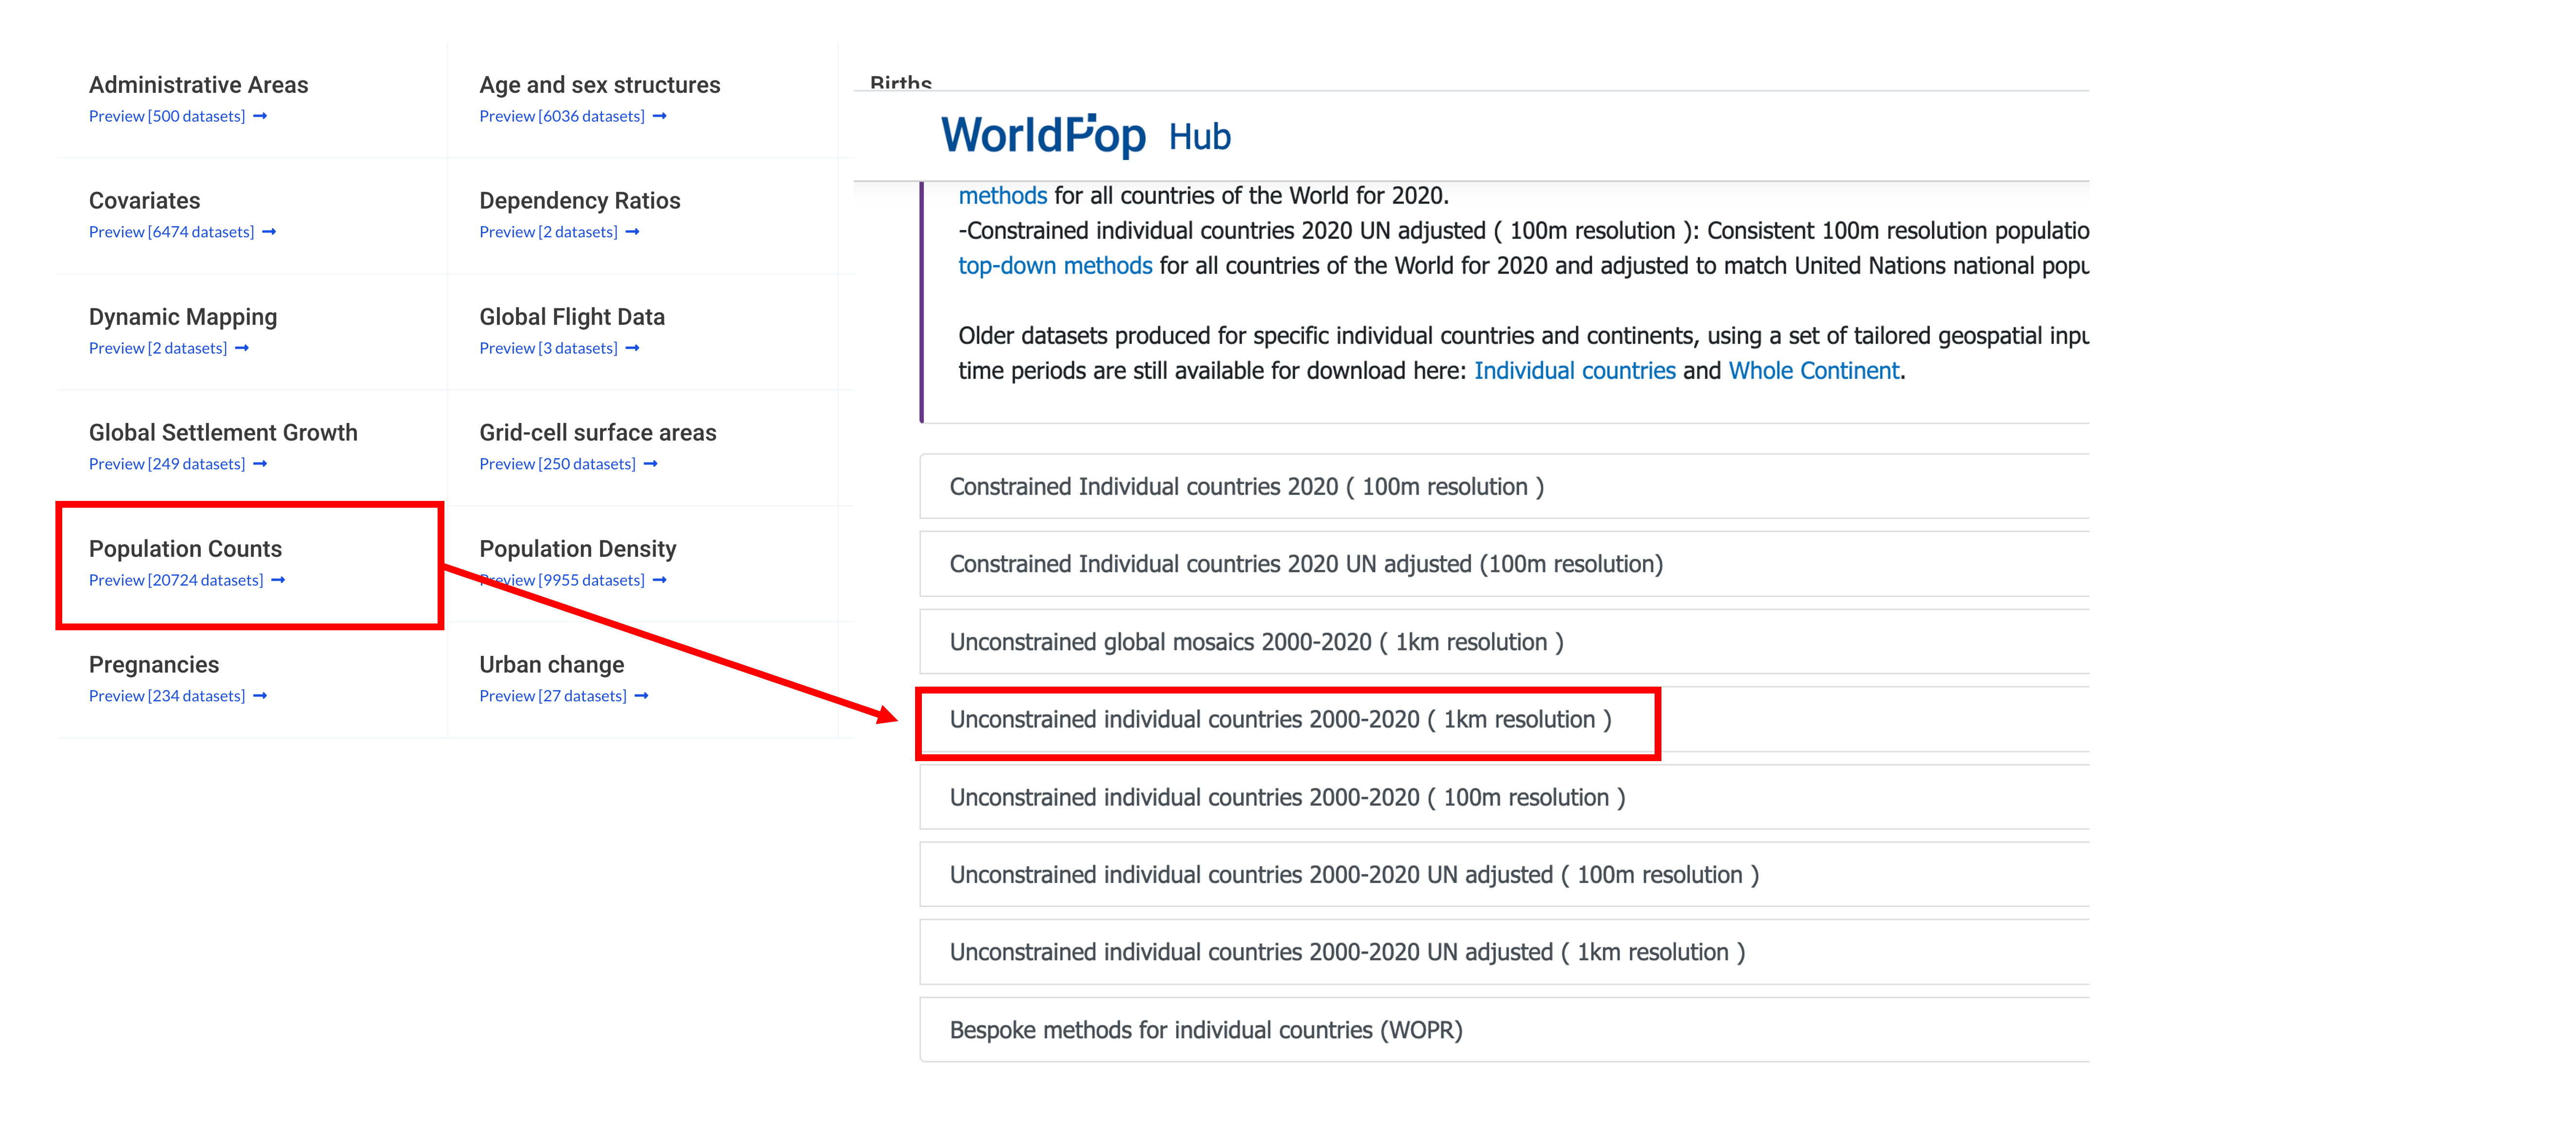 Administrative Areas
Preview [500 datasets] →
Age and sex structures
Preview [6036 datasets] →
Births
Covariates
Preview [6474 datasets] →
Dependency Ratios
Preview [2 datasets] →
Dynamic Mapping
Preview [2 datasets] →
Global Flight Data
Preview [3 datasets] →
Global Settlement Growth
Preview [249 datasets] →
Grid-cell surface areas
Preview [250 datasets] →
Population Counts
Preview [20724 datasets] →
Population Density
Preview [9955 datasets] →
Pregnancies
Preview [234 datasets] →
Urban change
Preview [27 datasets] →
WorldPop Hub
methods for all countries of the World for 2020.
-Constrained individual countries 2020 UN adjusted ( 100m resolution ): Consistent 100m resolution populatio
top-down methods for all countries of the World for 2020 and adjusted to match United Nations national popu
Older datasets produced for specific individual countries and continents, using a set of tailored geospatial inpu
time periods are still available for download here: Individual countries and Whole Continent.
Constrained Individual countries 2020 ( 100m resolution )
Constrained Individual countries 2020 UN adjusted (100m resolution)
Unconstrained global mosaics 2000-2020 ( 1km resolution )
Unconstrained individual countries 2000-2020 ( 1km resolution )
Unconstrained individual countries 2000-2020 ( 100m resolution )
Unconstrained individual countries 2000-2020 UN adjusted ( 100m resolution )
Unconstrained individual countries 2000-2020 UN adjusted ( 1km resolution )
Bespoke methods for individual countries (WOPR)